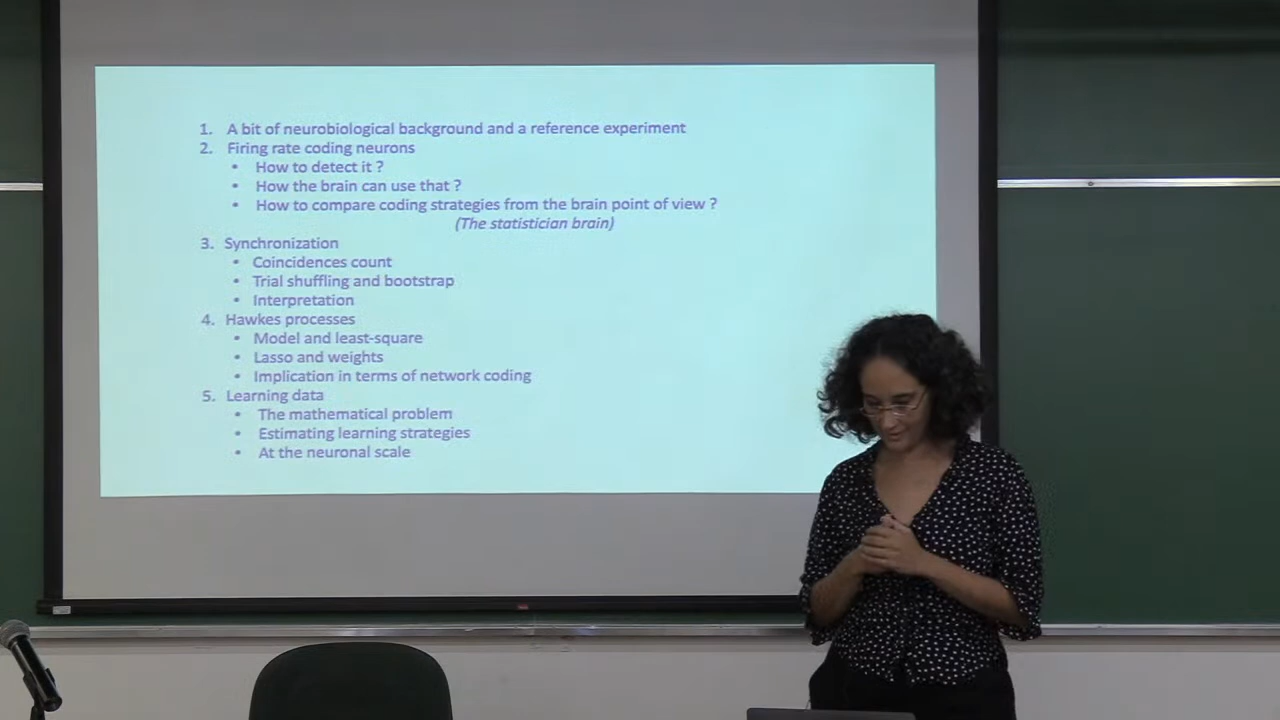 1. A bit of neurobiological background and a reference experiment
2. Firing rate coding neurons
• How to detect it ?
• How the brain can use that ?
• How to compare coding strategies from the brain point of view ?
(The statistician brain)
3. Synchronization
• Coincidences count
• Trial shuffling and bootstrap
• Interpretation
4. Hawkes processes
• Model and least-square
• Lasso and weights
• Implication in terms of network coding
5. Learning data
• The mathematical problem
• Estimating learning strategies
• At the neuronal scale